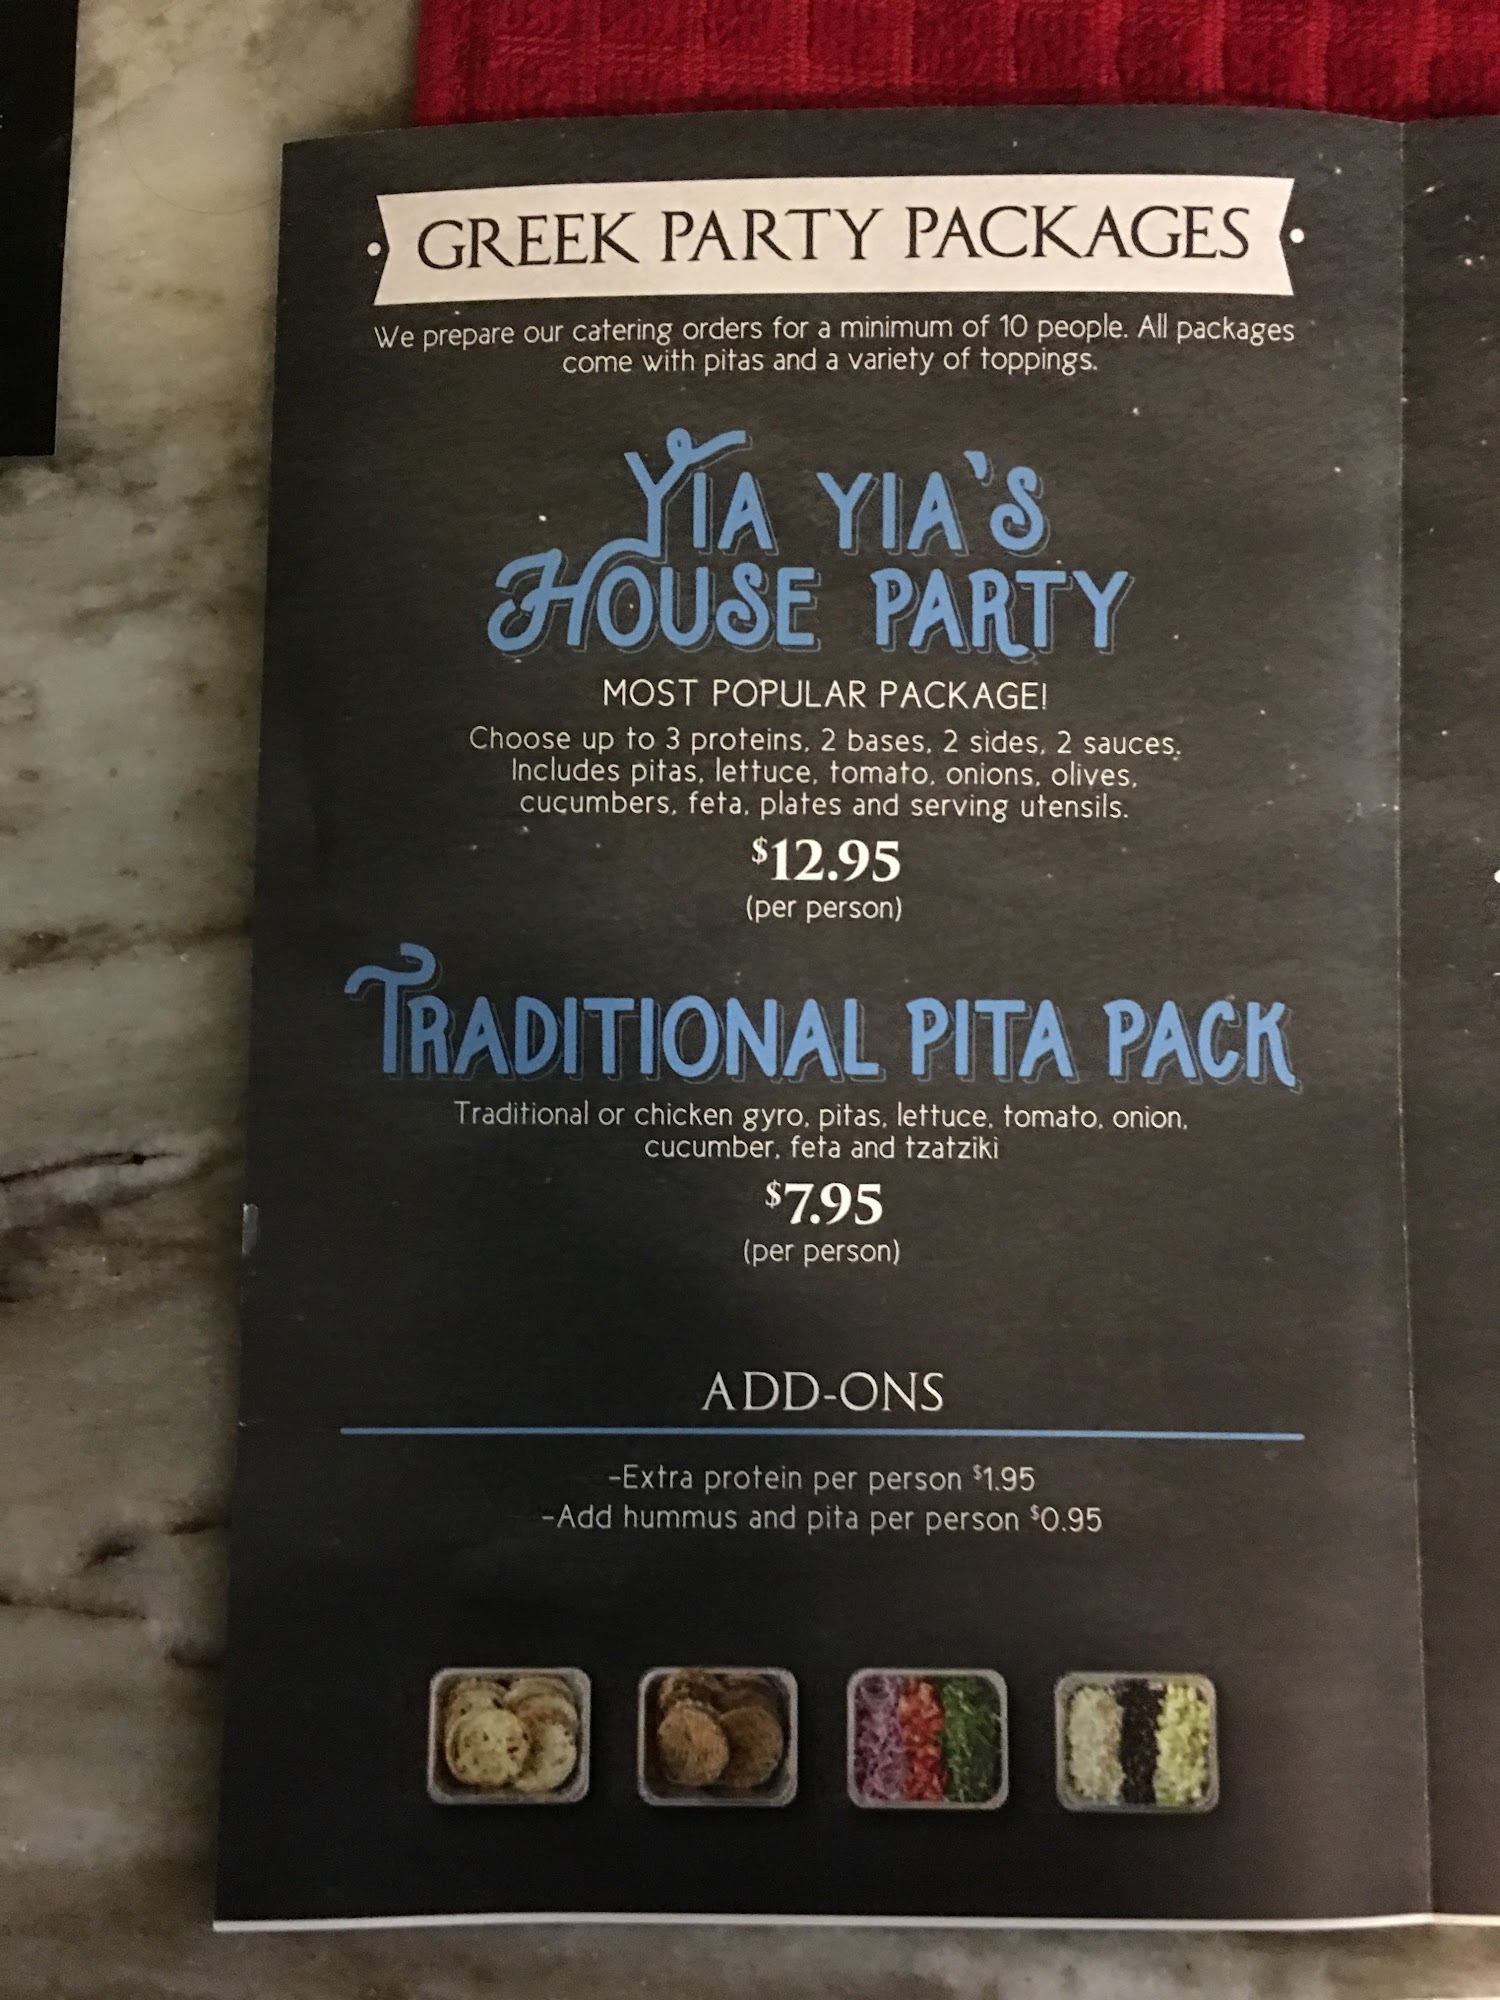 GREEK PARTY PACKAGES
We prepare our catering orders for a minimum of 10 people. All packages
come with pitas and a variety of toppings.
YIA YIA'S
HOUSE PARTY
MOST POPULAR PACKAGE!
Choose up to 3 proteins, 2 bases, 2 sides, 2 sauces.
Includes pitas, lettuce, tomato, onions, olives,
cucumbers, feta, plates and serving utensils.
$12.95
(per person)
TRADITIONAL PITA PACK
Traditional or chicken gyro, pitas, lettuce, tomato, onion,
cucumber, feta and tzatziki
$7.95
(per person)
ADD-ONS
-Extra protein per person $1.95
-Add hummus and pita per person $0.95